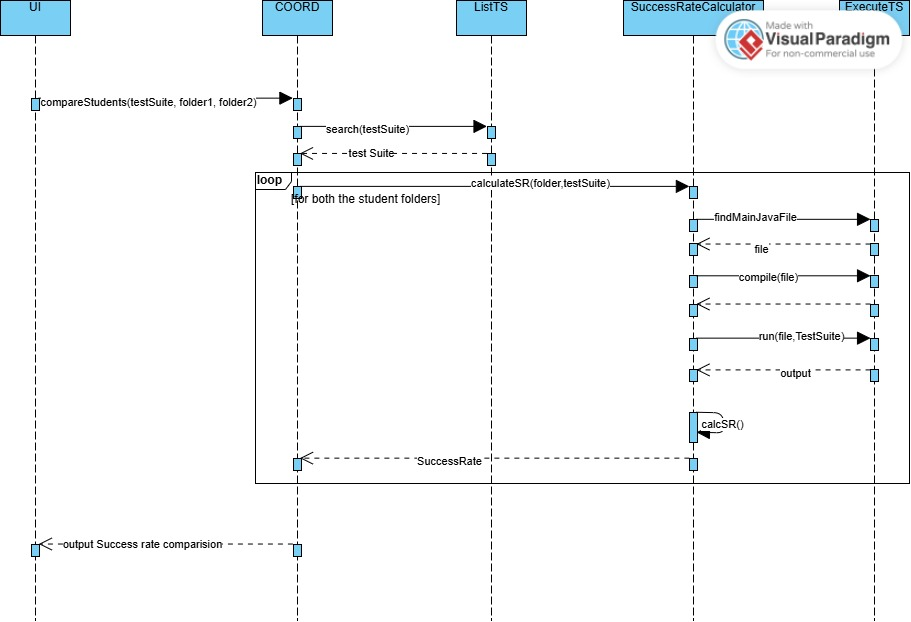 UI
COORD
ListTS
SuccessRateCalculator
ExecuteTS
Made with
Visual Paradigm
For non-commercial use
compareStudents(testSuite, folder1, folder2)
search(testSuite)
test Suite
loop
calculateSR(folder,testSuite)
[for both the student folders]
findMainJavaFile
file
compile(file)
run(file,TestSuite)
output
calcSR()
SuccessRate
output Success rate comparision